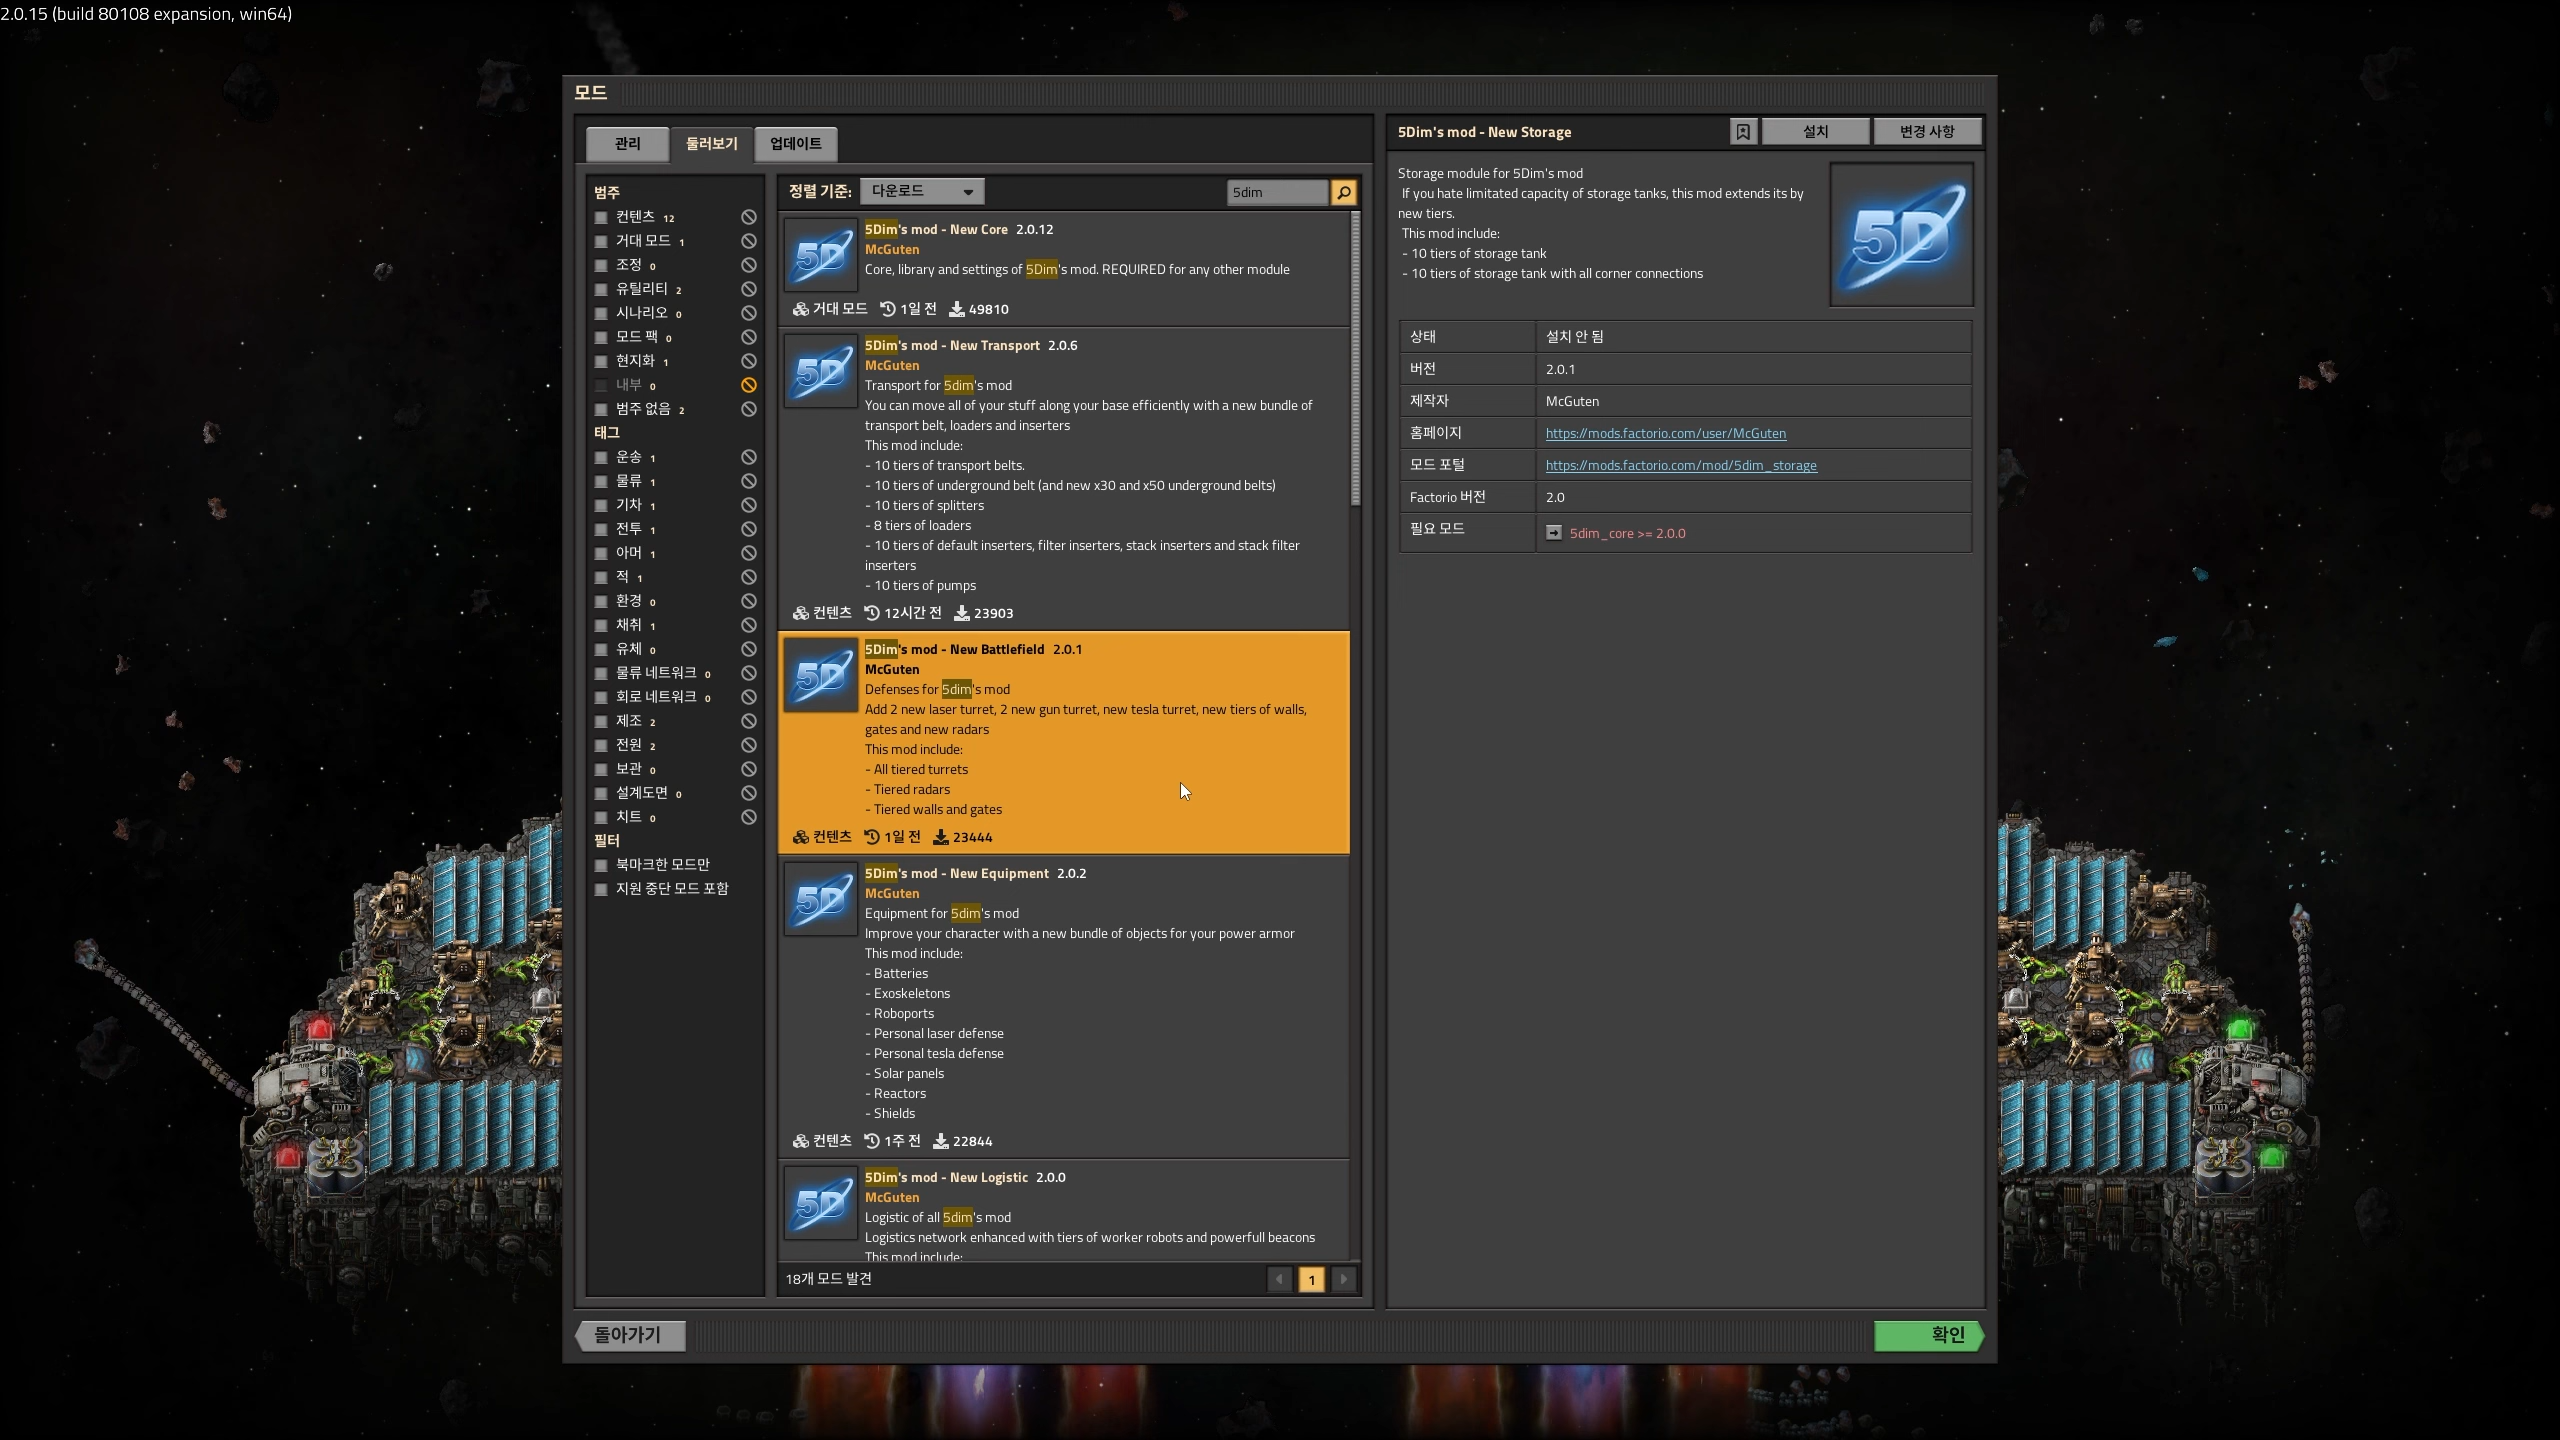 2.0.15 (build 80108 expansion, win64)
모드
관리
둘러보기
업데이트
범주
컨텐츠 12
거대 모드 1
조정 0
유틸리티 2
시나리오 0
모드 팩 0
현지화 1
내부 0
범주 없음 2
태그
운송 1
물류 1
기차 1
전투 1
아머 1
적 1
환경 0
채취 1
유체 0
물류 네트워크 0
회로 네트워크 0
제조 2
전원 2
보관 0
설계도면 0
치트 0
필터
북마크한 모드만
지원 중단 모드 포함
정렬 기준: 다운로드
5dim
5Dim's mod - New Core 2.0.12
McGuten
Core, library and settings of 5Dim's mod. REQUIRED for any other module
거대 모드 1일 전 49810
5Dim's mod - New Transport 2.0.6
McGuten
Transport for 5dim's mod
You can move all of your stuff along your base efficiently with a new bundle of
transport belt, loaders and inserters
This mod include:
- 10 tiers of transport belts.
- 10 tiers of underground belt (and new x30 and x50 underground belts)
- 10 tiers of splitters
- 8 tiers of loaders
- 10 tiers of default inserters, filter inserters, stack inserters and stack filter
inserters
- 10 tiers of pumps
컨텐츠 12시간 전 23903
5Dim's mod - New Battlefield 2.0.1
McGuten
Defenses for 5dim's mod
Add 2 new laser turret, 2 new gun turret, new tesla turret, new tiers of walls,
gates and new radars
This mod include:
- All tiered turrets
- Tiered radars
- Tiered walls and gates
컨텐츠 1일 전 23444
5Dim's mod - New Equipment 2.0.2
McGuten
Equipment for 5dim's mod
Improve your character with a new bundle of objects for your power armor
This mod include:
- Batteries
- Exoskeletons
- Roboports
- Personal laser defense
- Personal tesla defense
- Solar panels
- Reactors
- Shields
컨텐츠 1주 전 22844
5Dim's mod - New Logistic 2.0.0
McGuten
Logistic of all 5dim's mod
Logistics network enhanced with tiers of worker robots and powerfull beacons
This mod include:
18개 모드 발견
1
5Dim's mod - New Storage
설치
변경 사항
Storage module for 5Dim's mod
If you hate limitated capacity of storage tanks, this mod extends its by
new tiers.
This mod include:
- 10 tiers of storage tank
- 10 tiers of storage tank with all corner connections
5D
상태 설치 안 됨
버전 2.0.1
제작자 McGuten
홈페이지 https://mods.factorio.com/user/McGuten
모드 포털 https://mods.factorio.com/mod/5dim_storage
Factorio 버전 2.0
필요 모드 5dim_core >= 2.0.0
돌아가기
확인